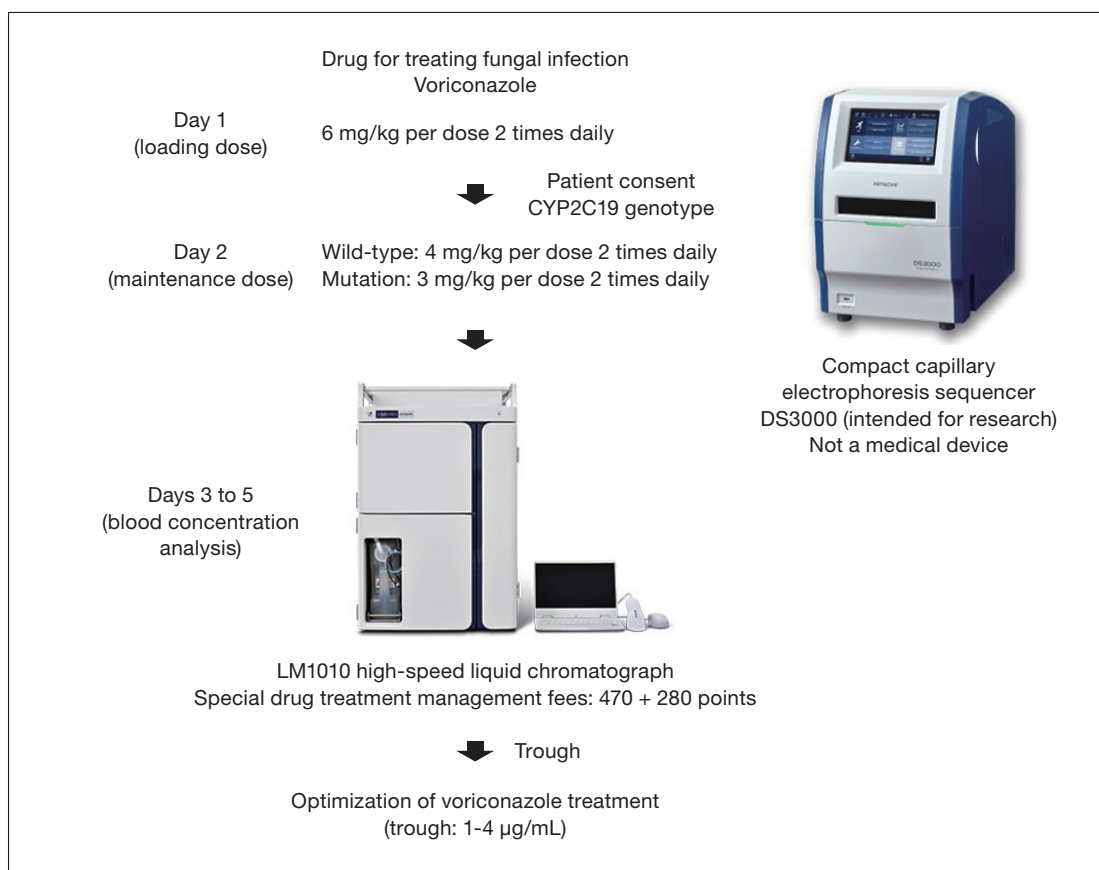 Drug for treating fungal infection
Voriconazole
Day 1
(loading dose)
6 mg/kg per dose 2 times daily
Patient consent
CYP2C19 genotype
Day 2
(maintenance dose)
Wild-type: 4 mg/kg per dose 2 times daily
Mutation: 3 mg/kg per dose 2 times daily
HITACHI
DS3000
Compact capillary
electrophoresis sequencer
DS3000 (intended for research)
Not a medical device
Days 3 to 5
(blood concentration
analysis)
LM1010 high-speed liquid chromatograph
Special drug treatment management fees: 470 + 280 points
Trough
Optimization of voriconazole treatment
(trough: 1-4 µg/mL)